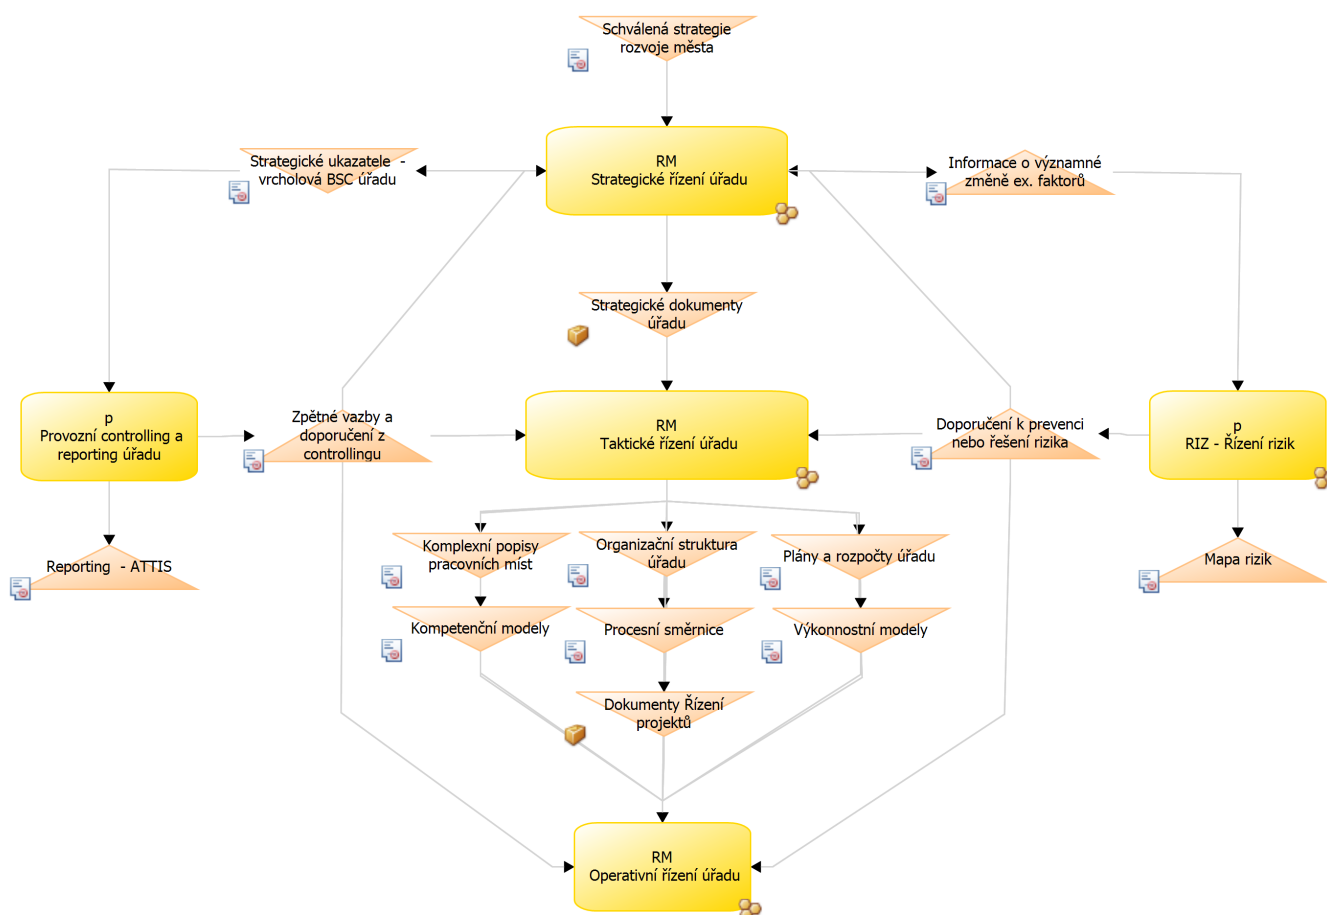 Schválená strategie
rozvoje města
Strategické ukazatele  -
vrcholová BSC úřadu
RM
Strategické řízení úřadu
Informace o významné
změně ex. faktorů
Strategické dokumenty
úřadu
p
Provozní controlling a
reporting úřadu
Zpětné vazby a
doporučení z
controllingu
RM
Taktické řízení úřadu
Doporučení k prevenci
nebo řešení rizika
p
RIZ - Řízení rizik
Reporting  - ATTIS
Komplexní popisy
pracovních míst
Organizační struktura
úřadu
Plány a rozpočty úřadu
Mapa rizik
Kompetenční modely
Procesní směrnice
Výkonnostní modely
Dokumenty Řízení
projektů
RM
Operativní řízení úřadu